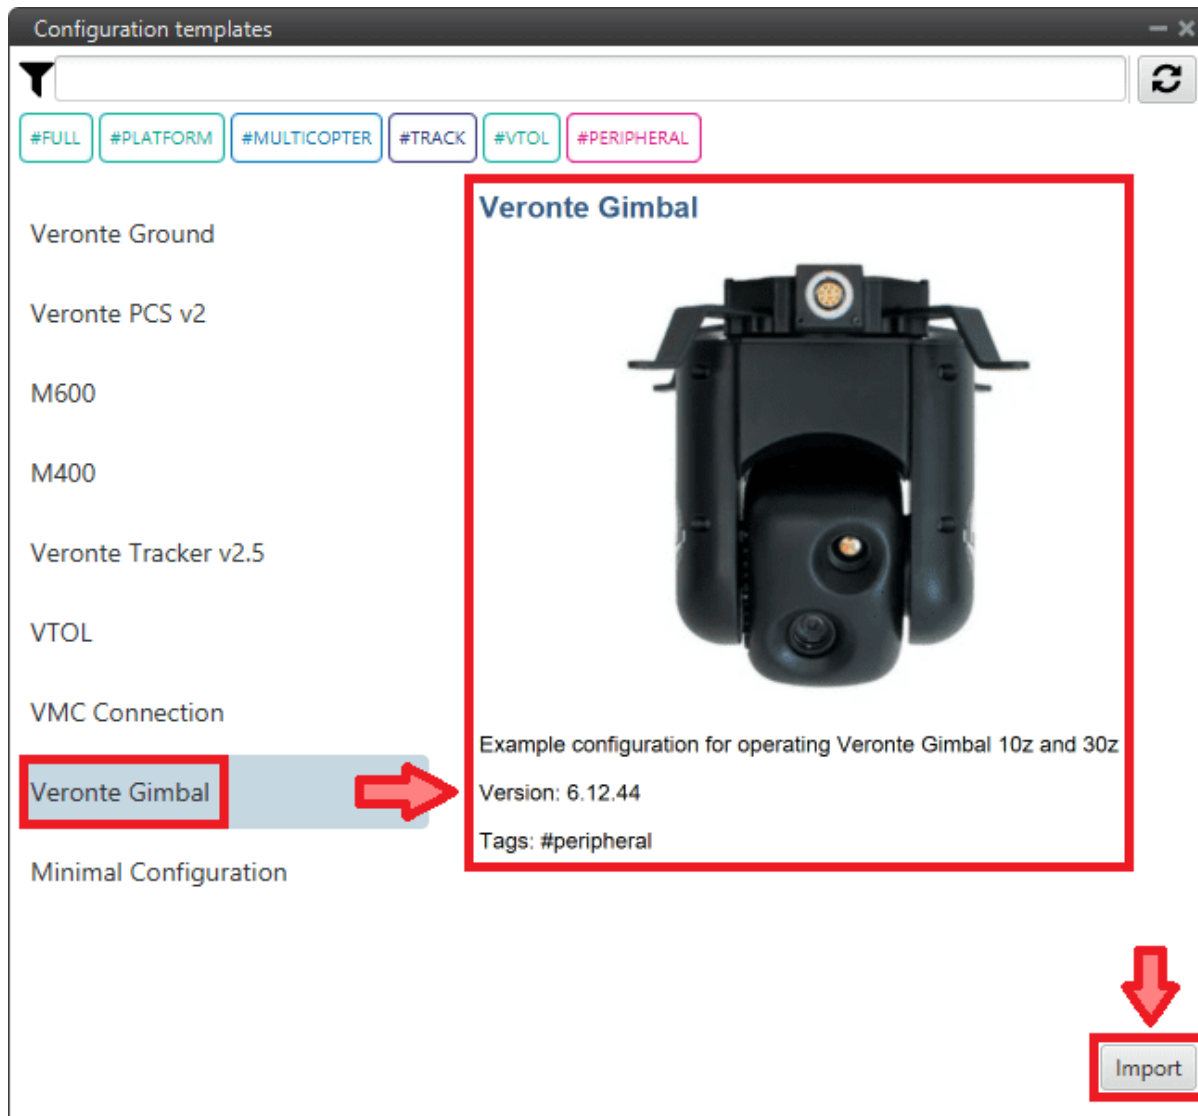 Configuration templates
#FULL #PLATFORM #MULTICOPTER #TRACK #VTOL #PERIPHERAL
Veronte Ground
Veronte PCS v2
M600
M400
Veronte Tracker v2.5
VTOL
VMC Connection
Veronte Gimbal
Minimal Configuration
Veronte Gimbal
Example configuration for operating Veronte Gimbal 10z and 30z
Version: 6.12.44
Tags: #peripheral
Import